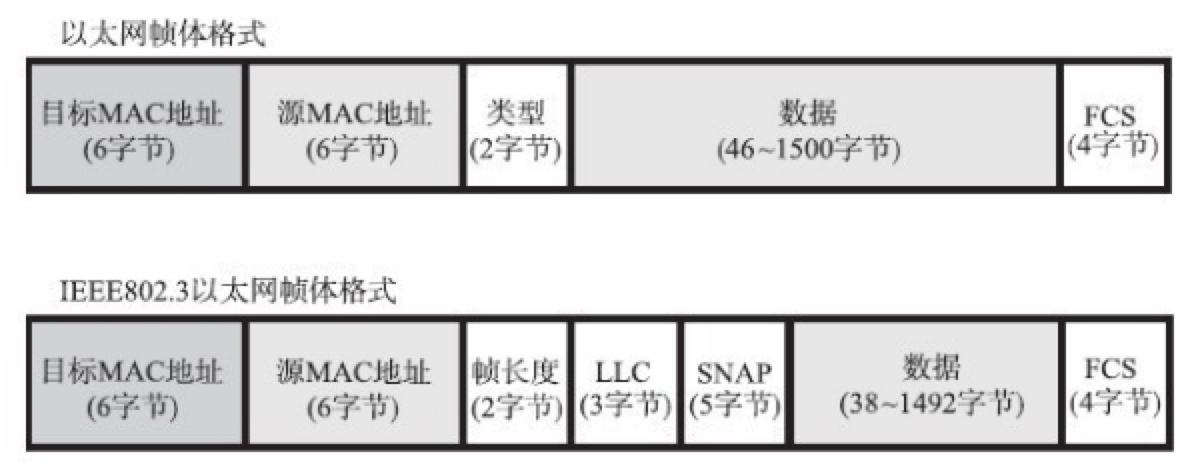 以太网帧体格式
目标MAC地址 源MAC地址 类型 数据 FCS
(6字节) (6字节) (2字节) (46~1500字节) (4字节)
IEEE802.3以太网帧体格式
目标MAC地址 源MAC地址 帧长度 LLC SNAP 数据 FCS
(6字节) (6字节) (2字节) (3字节) (5字节) (38~1492字节) (4字节)